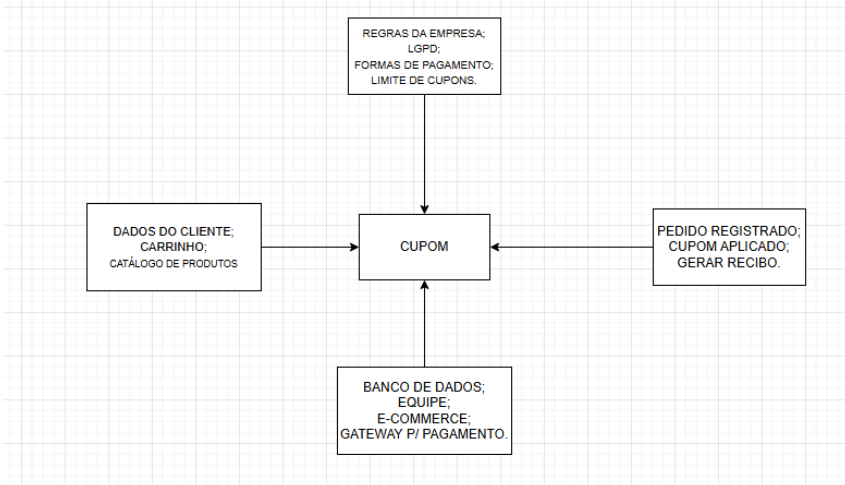 REGRAS DA EMPRESA;
LGPD;
FORMAS DE PAGAMENTO;
LIMITE DE CUPONS.
DADOS DO CLIENTE;
CARRINHO;
CATÁLOGO DE PRODUTOS
CUPOM
PEDIDO REGISTRADO;
CUPOM APLICADO;
GERAR RECIBO.
BANCO DE DADOS;
EQUIPE;
E-COMMERCE;
GATEWAY P/ PAGAMENTO.